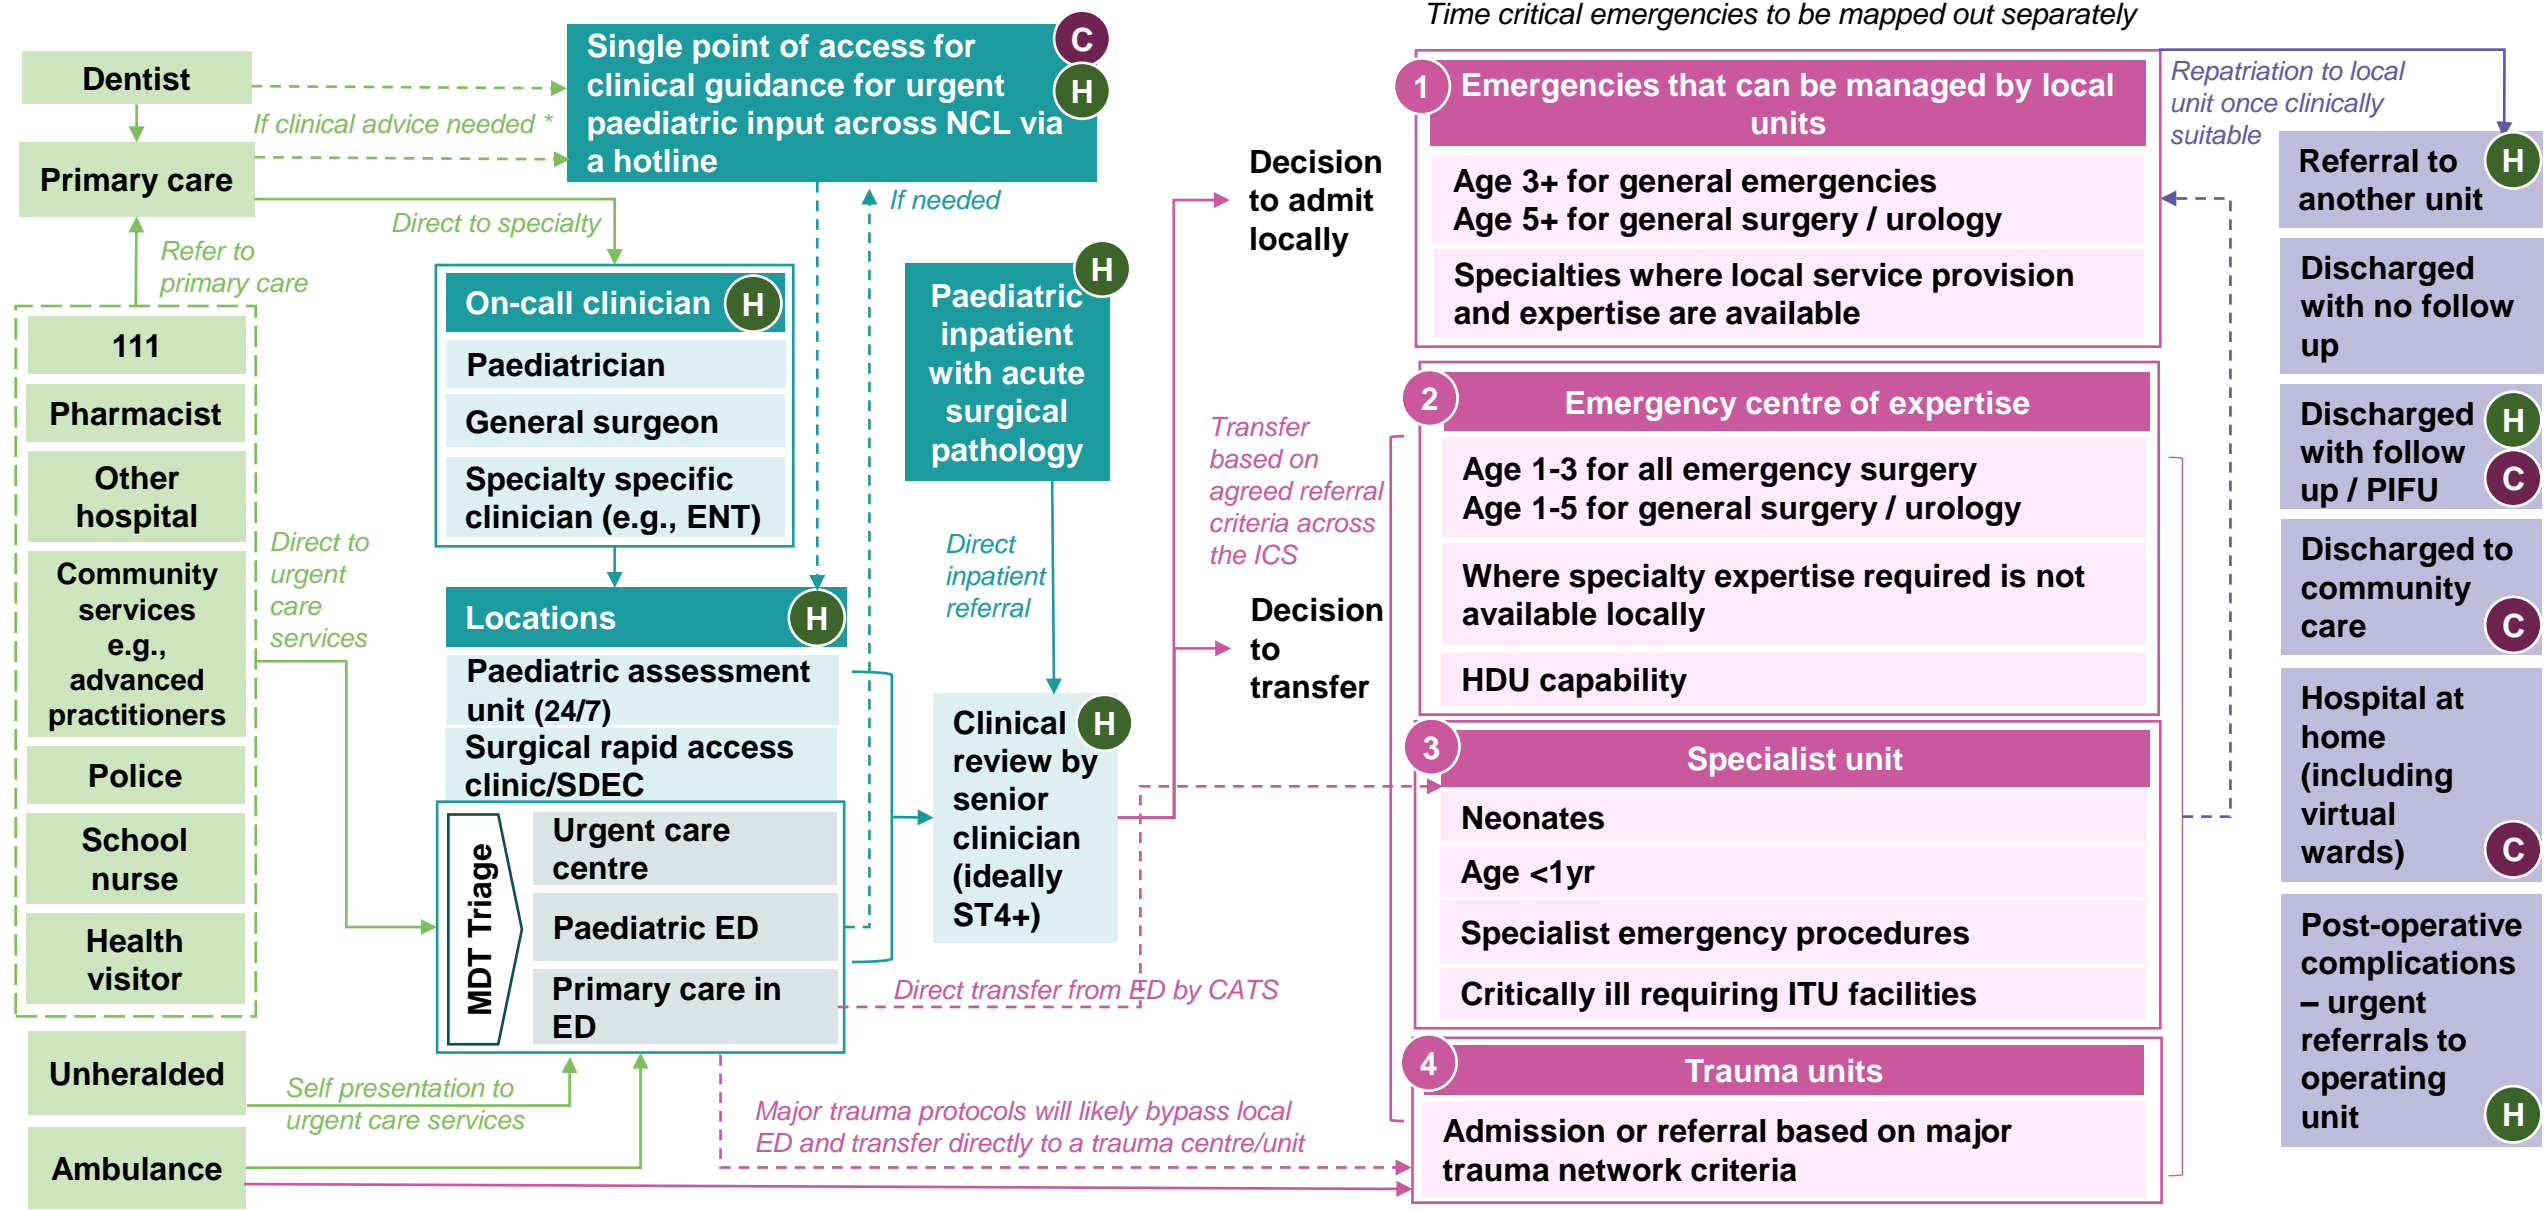 Time critical emergencies to be mapped out separately
Dentist
Primary care
If clinical advice needed *
Refer to
primary care
Direct to specialty
111
Pharmacist
Other
hospital
Community
services
e.g.,
advanced
practitioners
Police
School
nurse
Health
visitor
Unheralded
Ambulance
Direct to
urgent
care
services
Self presentation to
urgent care services
Single point of access for
clinical guidance for urgent
paediatric input across NCL via
a hotline
C
H
If needed
On-call clinician
H
Paediatrician
General surgeon
Specialty specific
clinician (e.g., ENT)
Locations
H
Paediatric assessment
unit (24/7)
Surgical rapid access
clinic/SDEC
MDT Triage
Urgent care
centre
Paediatric ED
Primary care in
ED
Paediatric
inpatient
with acute
surgical
pathology
H
Direct
inpatient
referral
Clinical
review by
senior
clinician
(ideally
ST4+)
H
Direct transfer from ED by CATS
Major trauma protocols will likely bypass local
ED and transfer directly to a trauma centre/unit
Decision
to admit
locally
Transfer
based on
agreed referral
criteria across
the ICS
Decision
to
transfer
1
Emergencies that can be managed by local
units
Age 3+ for general emergencies
Age 5+ for general surgery / urology
Specialties where local service provision
and expertise are available
2
Emergency centre of expertise
Age 1-3 for all emergency surgery
Age 1-5 for general surgery / urology
Where specialty expertise required is not
available locally
HDU capability
3
Specialist unit
Neonates
Age <1yr
Specialist emergency procedures
Critically ill requiring ITU facilities
4
Trauma units
Admission or referral based on major
trauma network criteria
Repatriation to local
unit once clinically
suitable
Referral to
another unit
H
Discharged
with no follow
up
Discharged
with follow
up / PIFU
H
C
Discharged to
community
care
C
Hospital at
home
(including
virtual
wards)
C
Post-operative
complications
– urgent
referrals to
operating
unit
H